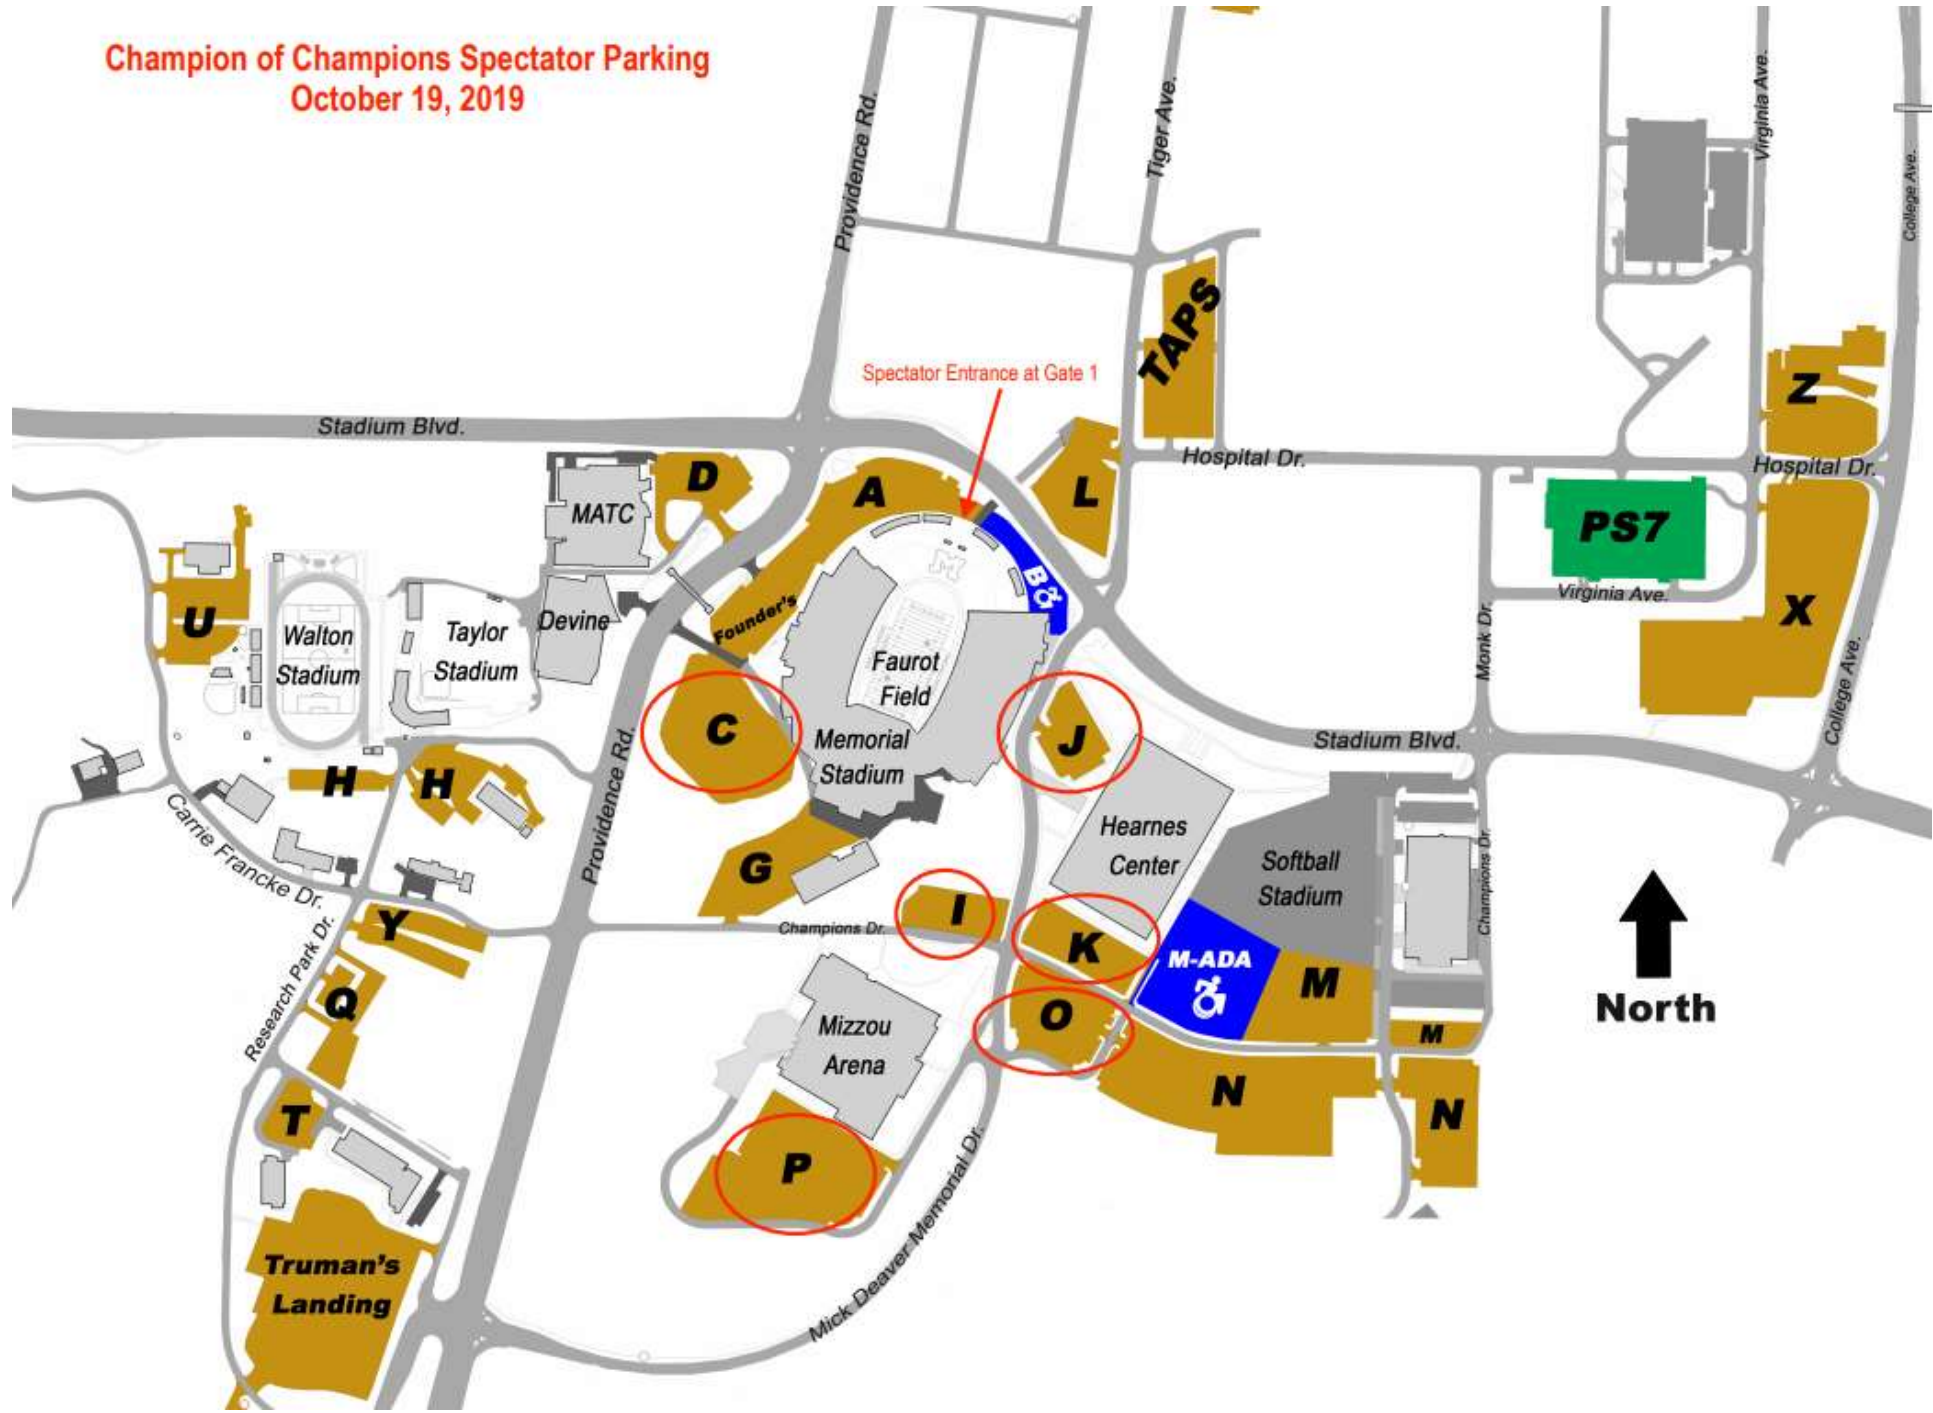 Champion of Champions Spectator Parking
October 19, 2019
Providence Rd.
Tiger Ave.
Virginia Ave.
College Ave.
TAPS
Spectator Entrance at Gate 1
Z
Stadium Blvd.
Hospital Dr.
Hospital Dr.
D
A
L
MATC
PS7
B
Virginia Ave.
U
Walton
Stadium
Taylor
Stadium
Devine
Founder's
M
Faurot
Field
Monk Dr.
X
College Ave.
C
Memorial
Stadium
J
Stadium Blvd.
H
H
Carrie Francke Dr.
Providence Rd.
G
Hearnes
Center
Softball
Stadium
Champions Dr.
I
Champions Dr.
K
M-ADA
M
M
North
Y
Research Park Dr.
Q
Mizzou
Arena
O
N
N
T
P
Mick Deaver Memorial Dr.
Truman's
Landing